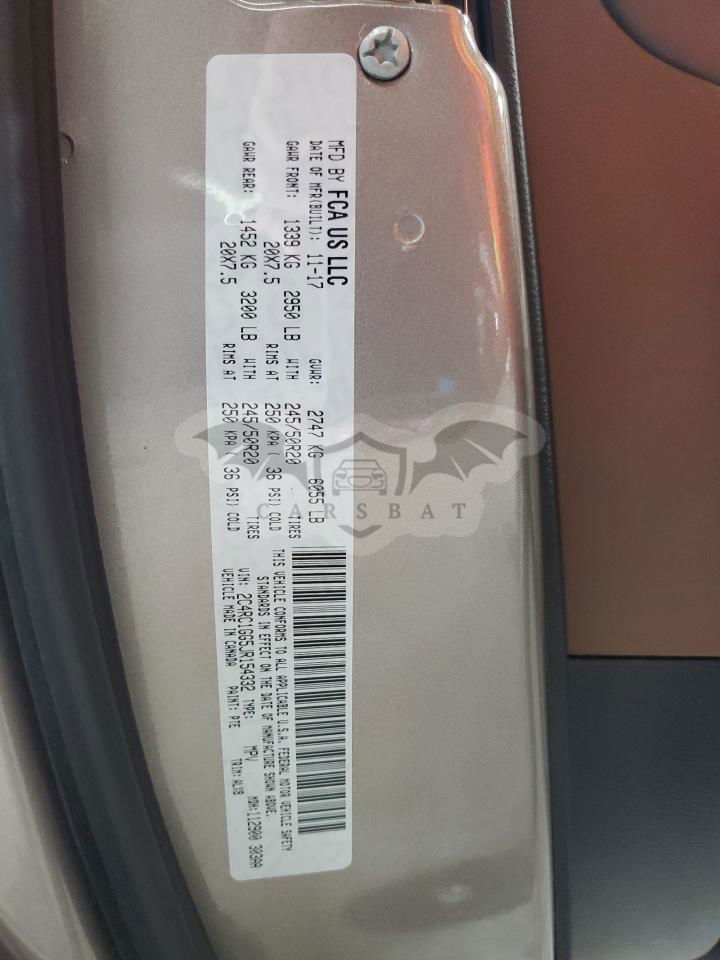 MFD BY FCA US LLC
DATE OF MFR(BUILT): 11-17 GVWR: 2747 KG 6055 LB
GAWR FRONT: 1339 KG 2950 LB WITH 245/50R20 TIRES
20X7.5 RIMS AT 250 KPA ( 36 PSI) COLD
GAWR REAR: 1452 KG 3200 LB WITH 245/50R20 TIRES
20X7.5 RIMS AT 250 KPA ( 36 PSI) COLD
THIS VEHICLE CONFORMS TO ALL APPLICABLE U.S.A. FEDERAL MOTOR VEHICLE SAFETY
STANDARDS IN EFFECT ON THE DATE OF MANUFACTURE SHOWN ABOVE.
VIN: 2C4RC1GG5JR154332 TYPE: MPV MDH:112900 303AA
VEHICLE MADE IN CANADA PAINT: PTE TRIM:HLX9
CARSBAT